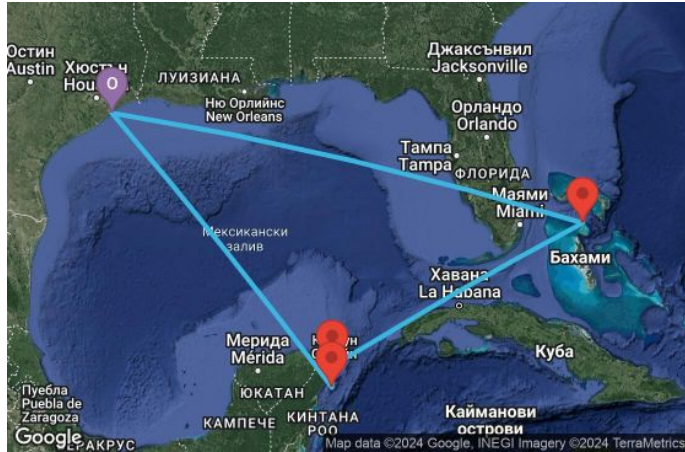 Остин
Austin
Хюстън
O
ЛУИЗИАНА
Ню Орлийнс
New Orleans
Джаксънвил
Jacksonville
Орландо
Orlando
Тампа
Tampa
ФЛОРИДА
Маями
Miami
Мексикански
залив
Бахами
Хавана
La Habana
Мерида
Mérida
Куба
ЮКАТАН
Пуебла
Puebla de
Zaragoza
КАМПЕЧЕ
КИНТАНА
РОО
Кайманови
острови
Google
Map data ©2024 Google, INEGI Imagery ©2024 TerraMetrics